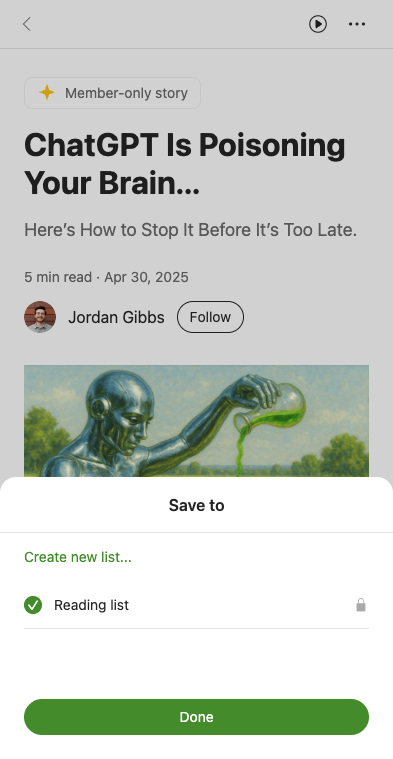 Member-only story
ChatGPT Is Poisoning
Your Brain…
Here’s How to Stop It Before It’s Too Late.
5 min read · Apr 30, 2025
Jordan Gibbs Follow
Save to
Create new list...
Reading list
Done